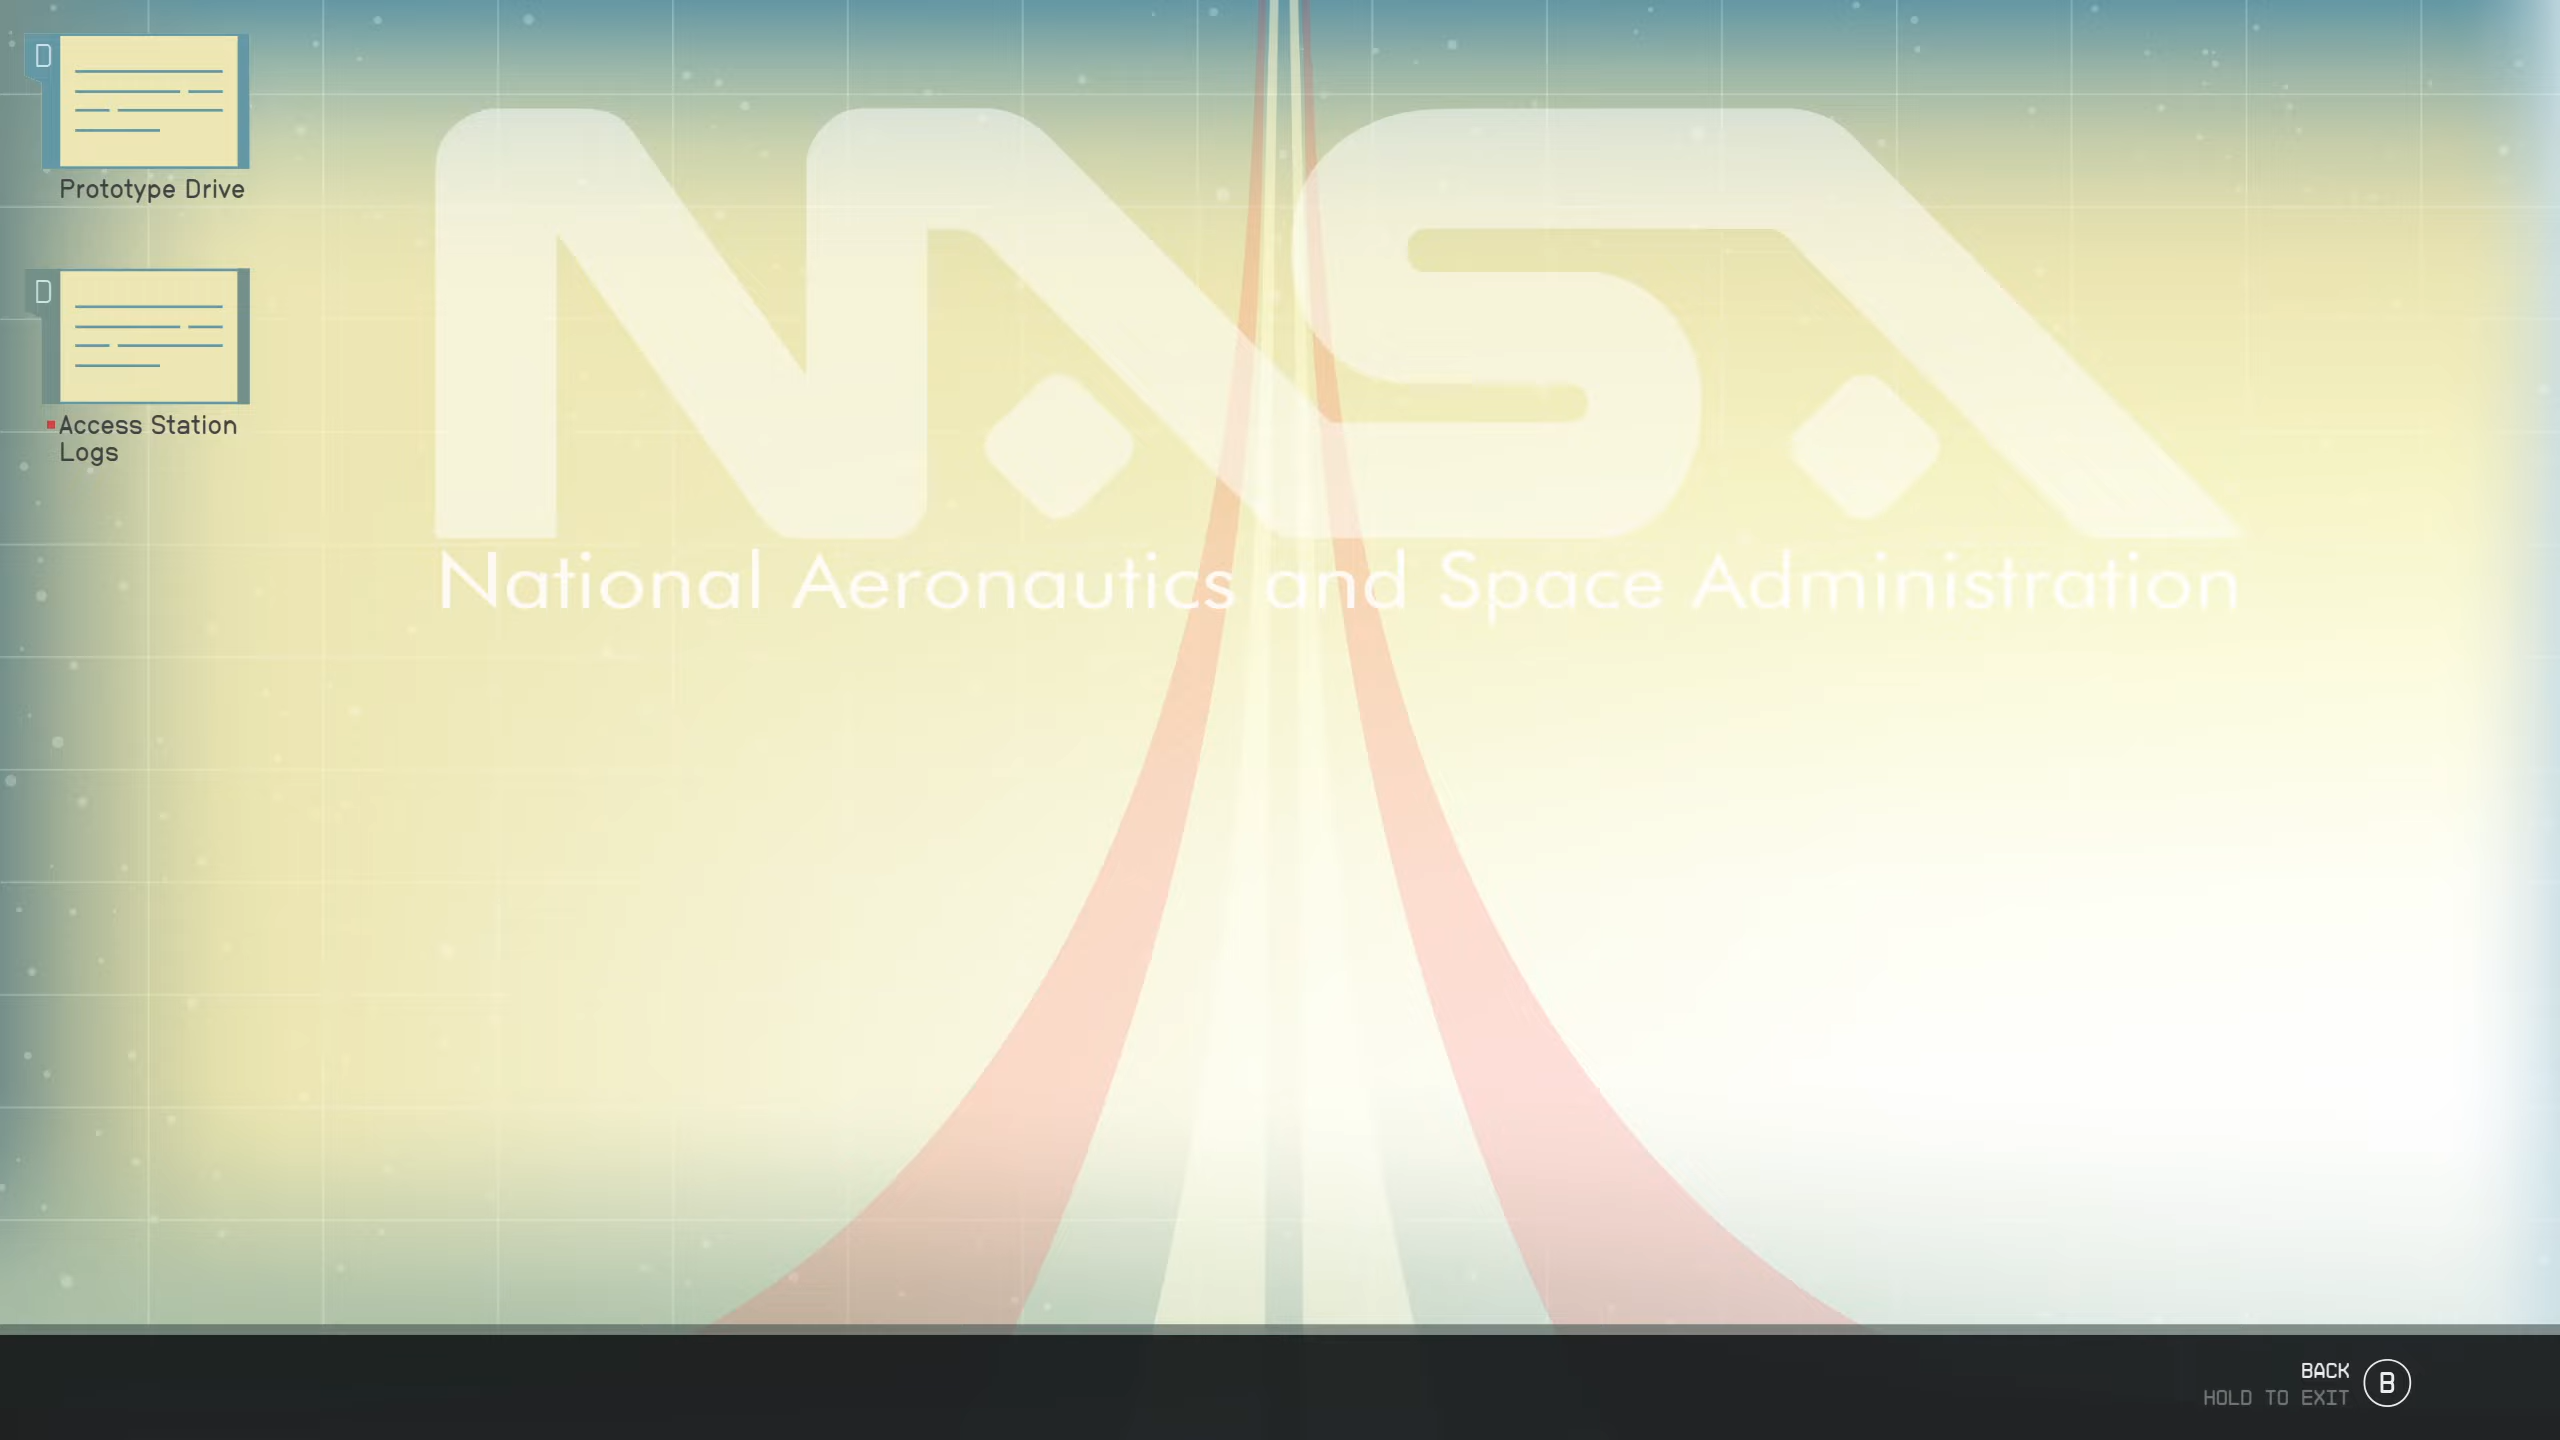 Prototype Drive
Access Station
Logs
NASA
National Aeronautics and Space Administration
BACK
HOLD TO EXIT
B